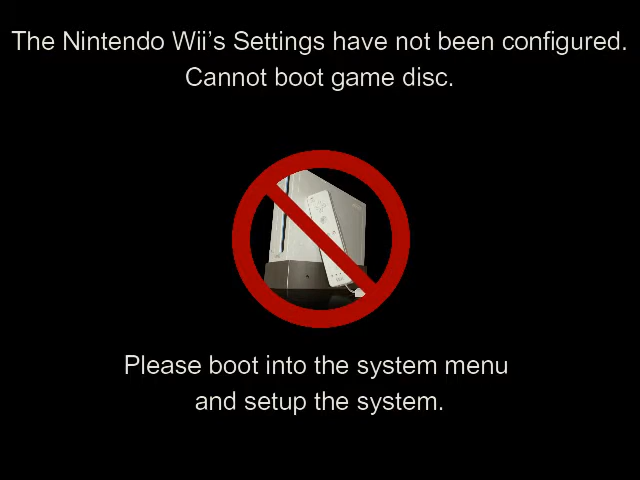 The Nintendo Wii’s Settings have not been configured.
Cannot boot game disc.
Please boot into the system menu
and setup the system.